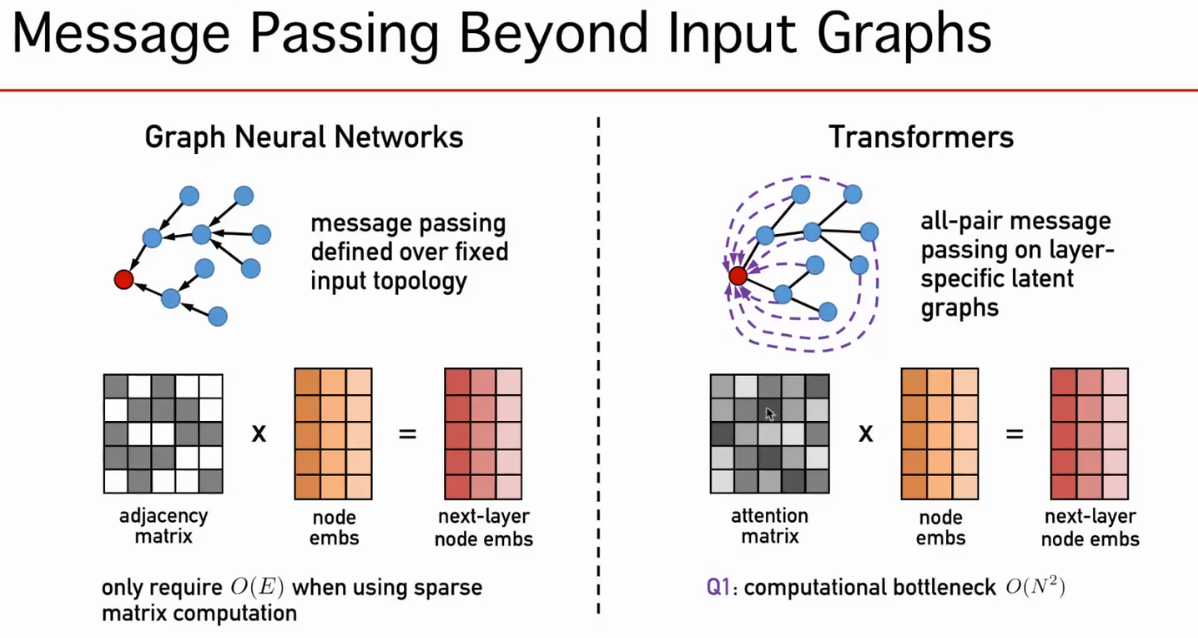 Message Passing Beyond Input Graphs
Graph Neural Networks
message passing
defined over fixed
input topology
x
=
adjacency
matrix
node
embs
next-layer
node embs
only require O(E) when using sparse
matrix computation
Transformers
all-pair message
passing on layer-
specific latent
graphs
x
=
attention
matrix
node
embs
next-layer
node embs
Q1: computational bottleneck O(N²)